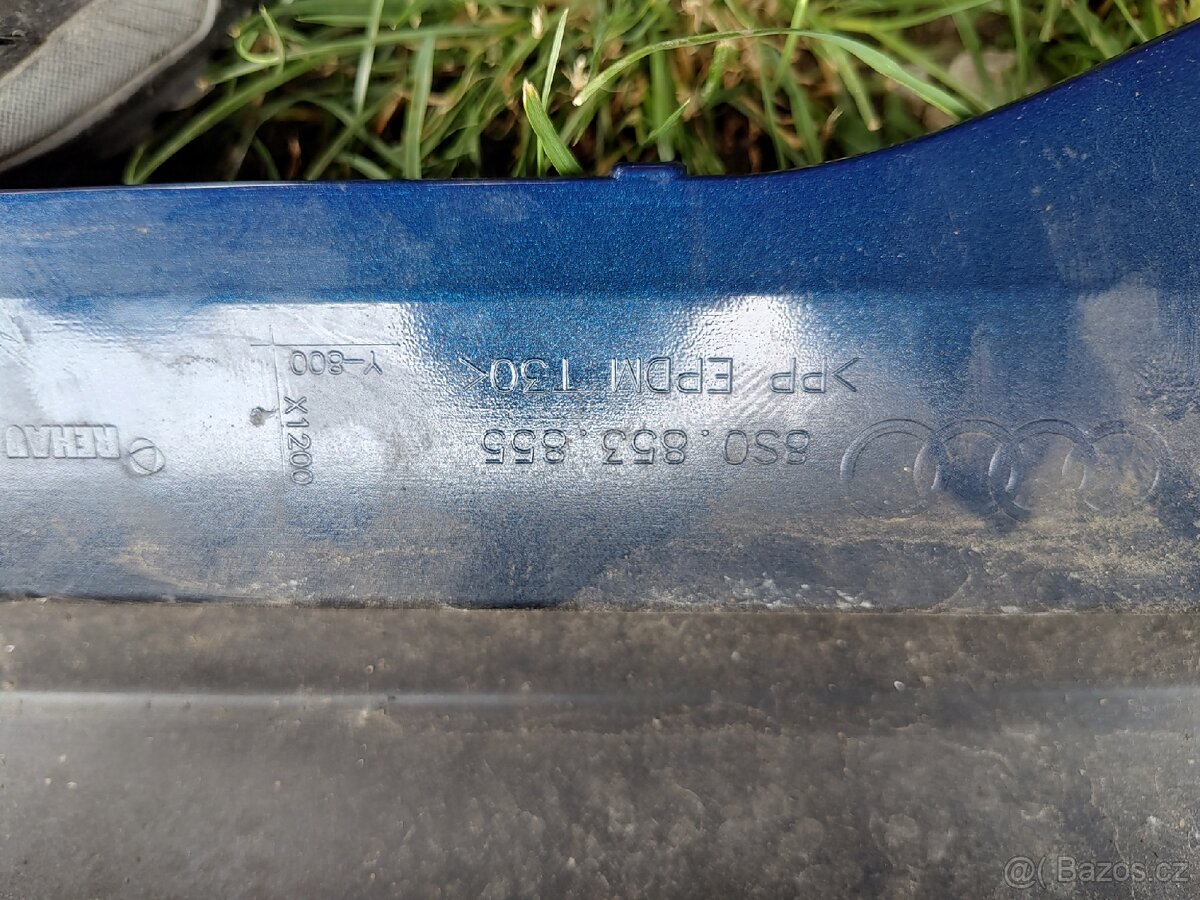 8S0.853.855
>PP EPDM T30<
X1200
Y-800
REHAU
@( Bazos.cz